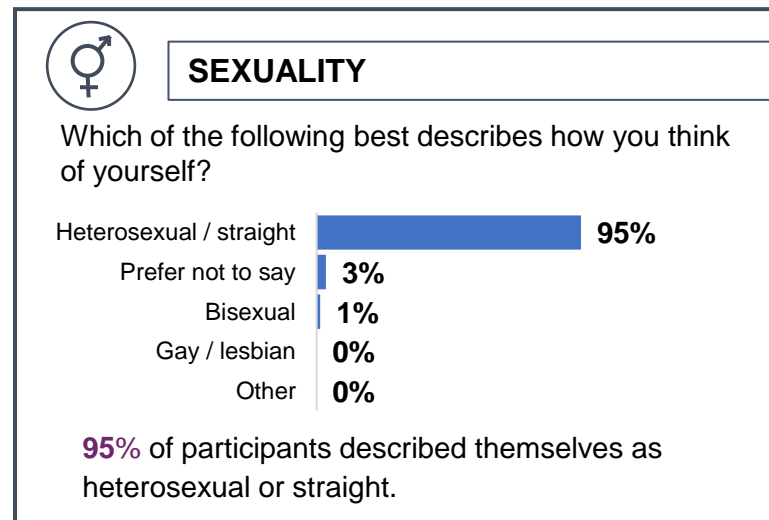 SEXUALITY
Which of the following best describes how you think
of yourself?
Heterosexual / straight 95%
Prefer not to say 3%
Bisexual 1%
Gay / lesbian 0%
Other 0%
95% of participants described themselves as
heterosexual or straight.